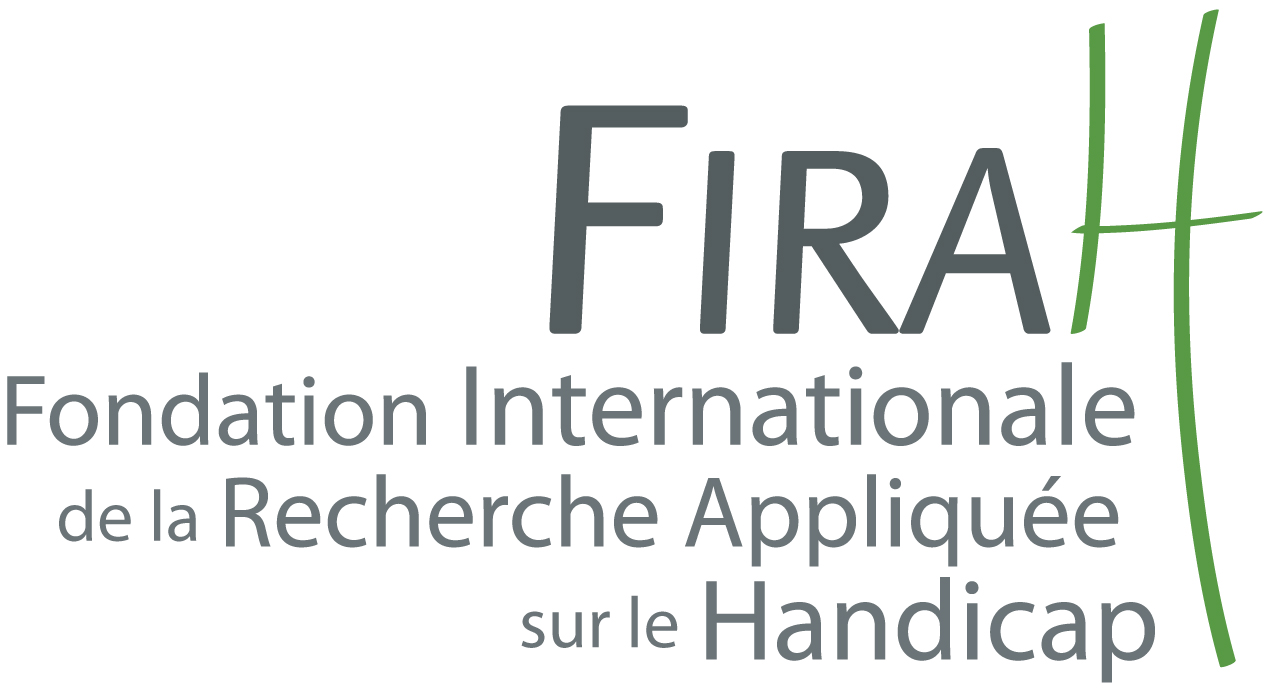 FIRAH
Fondation Internationale
de la Recherche Appliquée
sur le Handicap